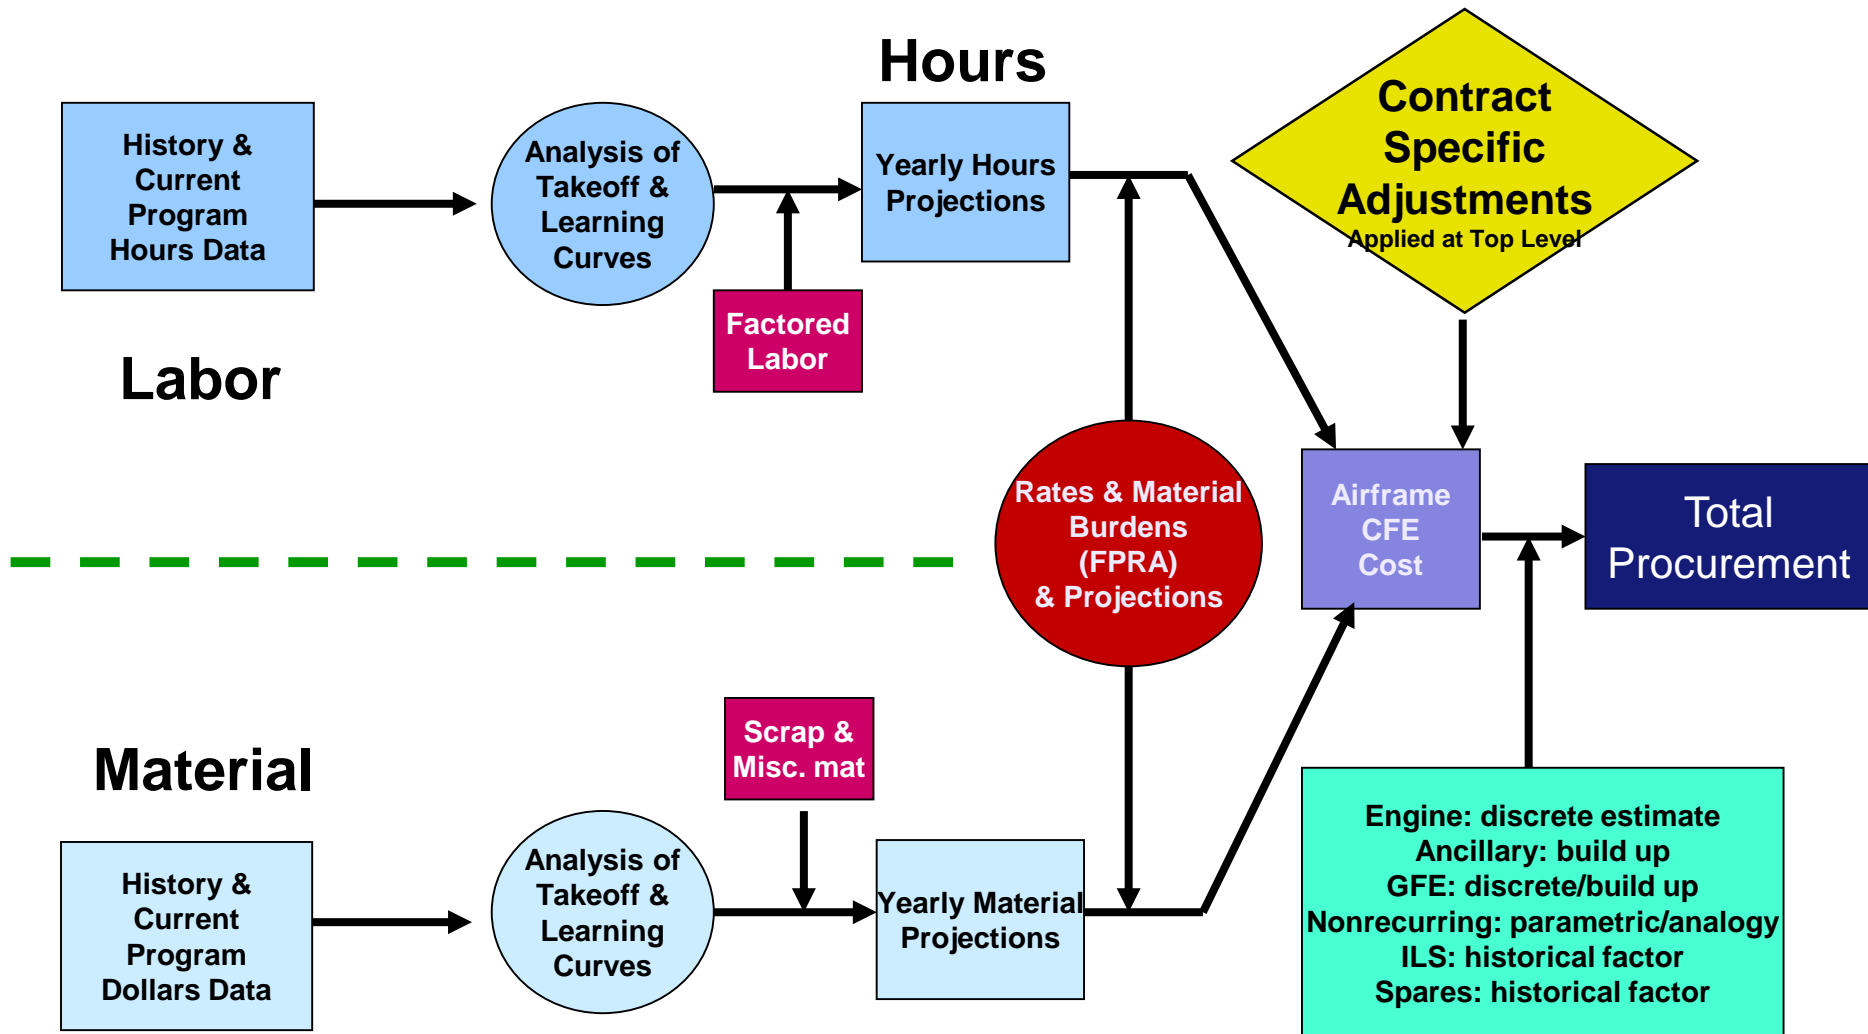 Hours
History &
Current
Program
Hours Data
Analysis of
Takeoff &
Learning
Curves
Yearly Hours
Projections
Contract
Specific
Adjustments
Applied at Top Level
Factored
Labor
Labor
Rates & Material
Burdens
(FPRA)
& Projections
Airframe
CFE
Cost
Total
Procurement
Material
Scrap &
Misc. mat
History &
Current
Program
Dollars Data
Analysis of
Takeoff &
Learning
Curves
Yearly Material
Projections
Engine: discrete estimate
Ancillary: build up
GFE: discrete/build up
Nonrecurring: parametric/analogy
ILS: historical factor
Spares: historical factor